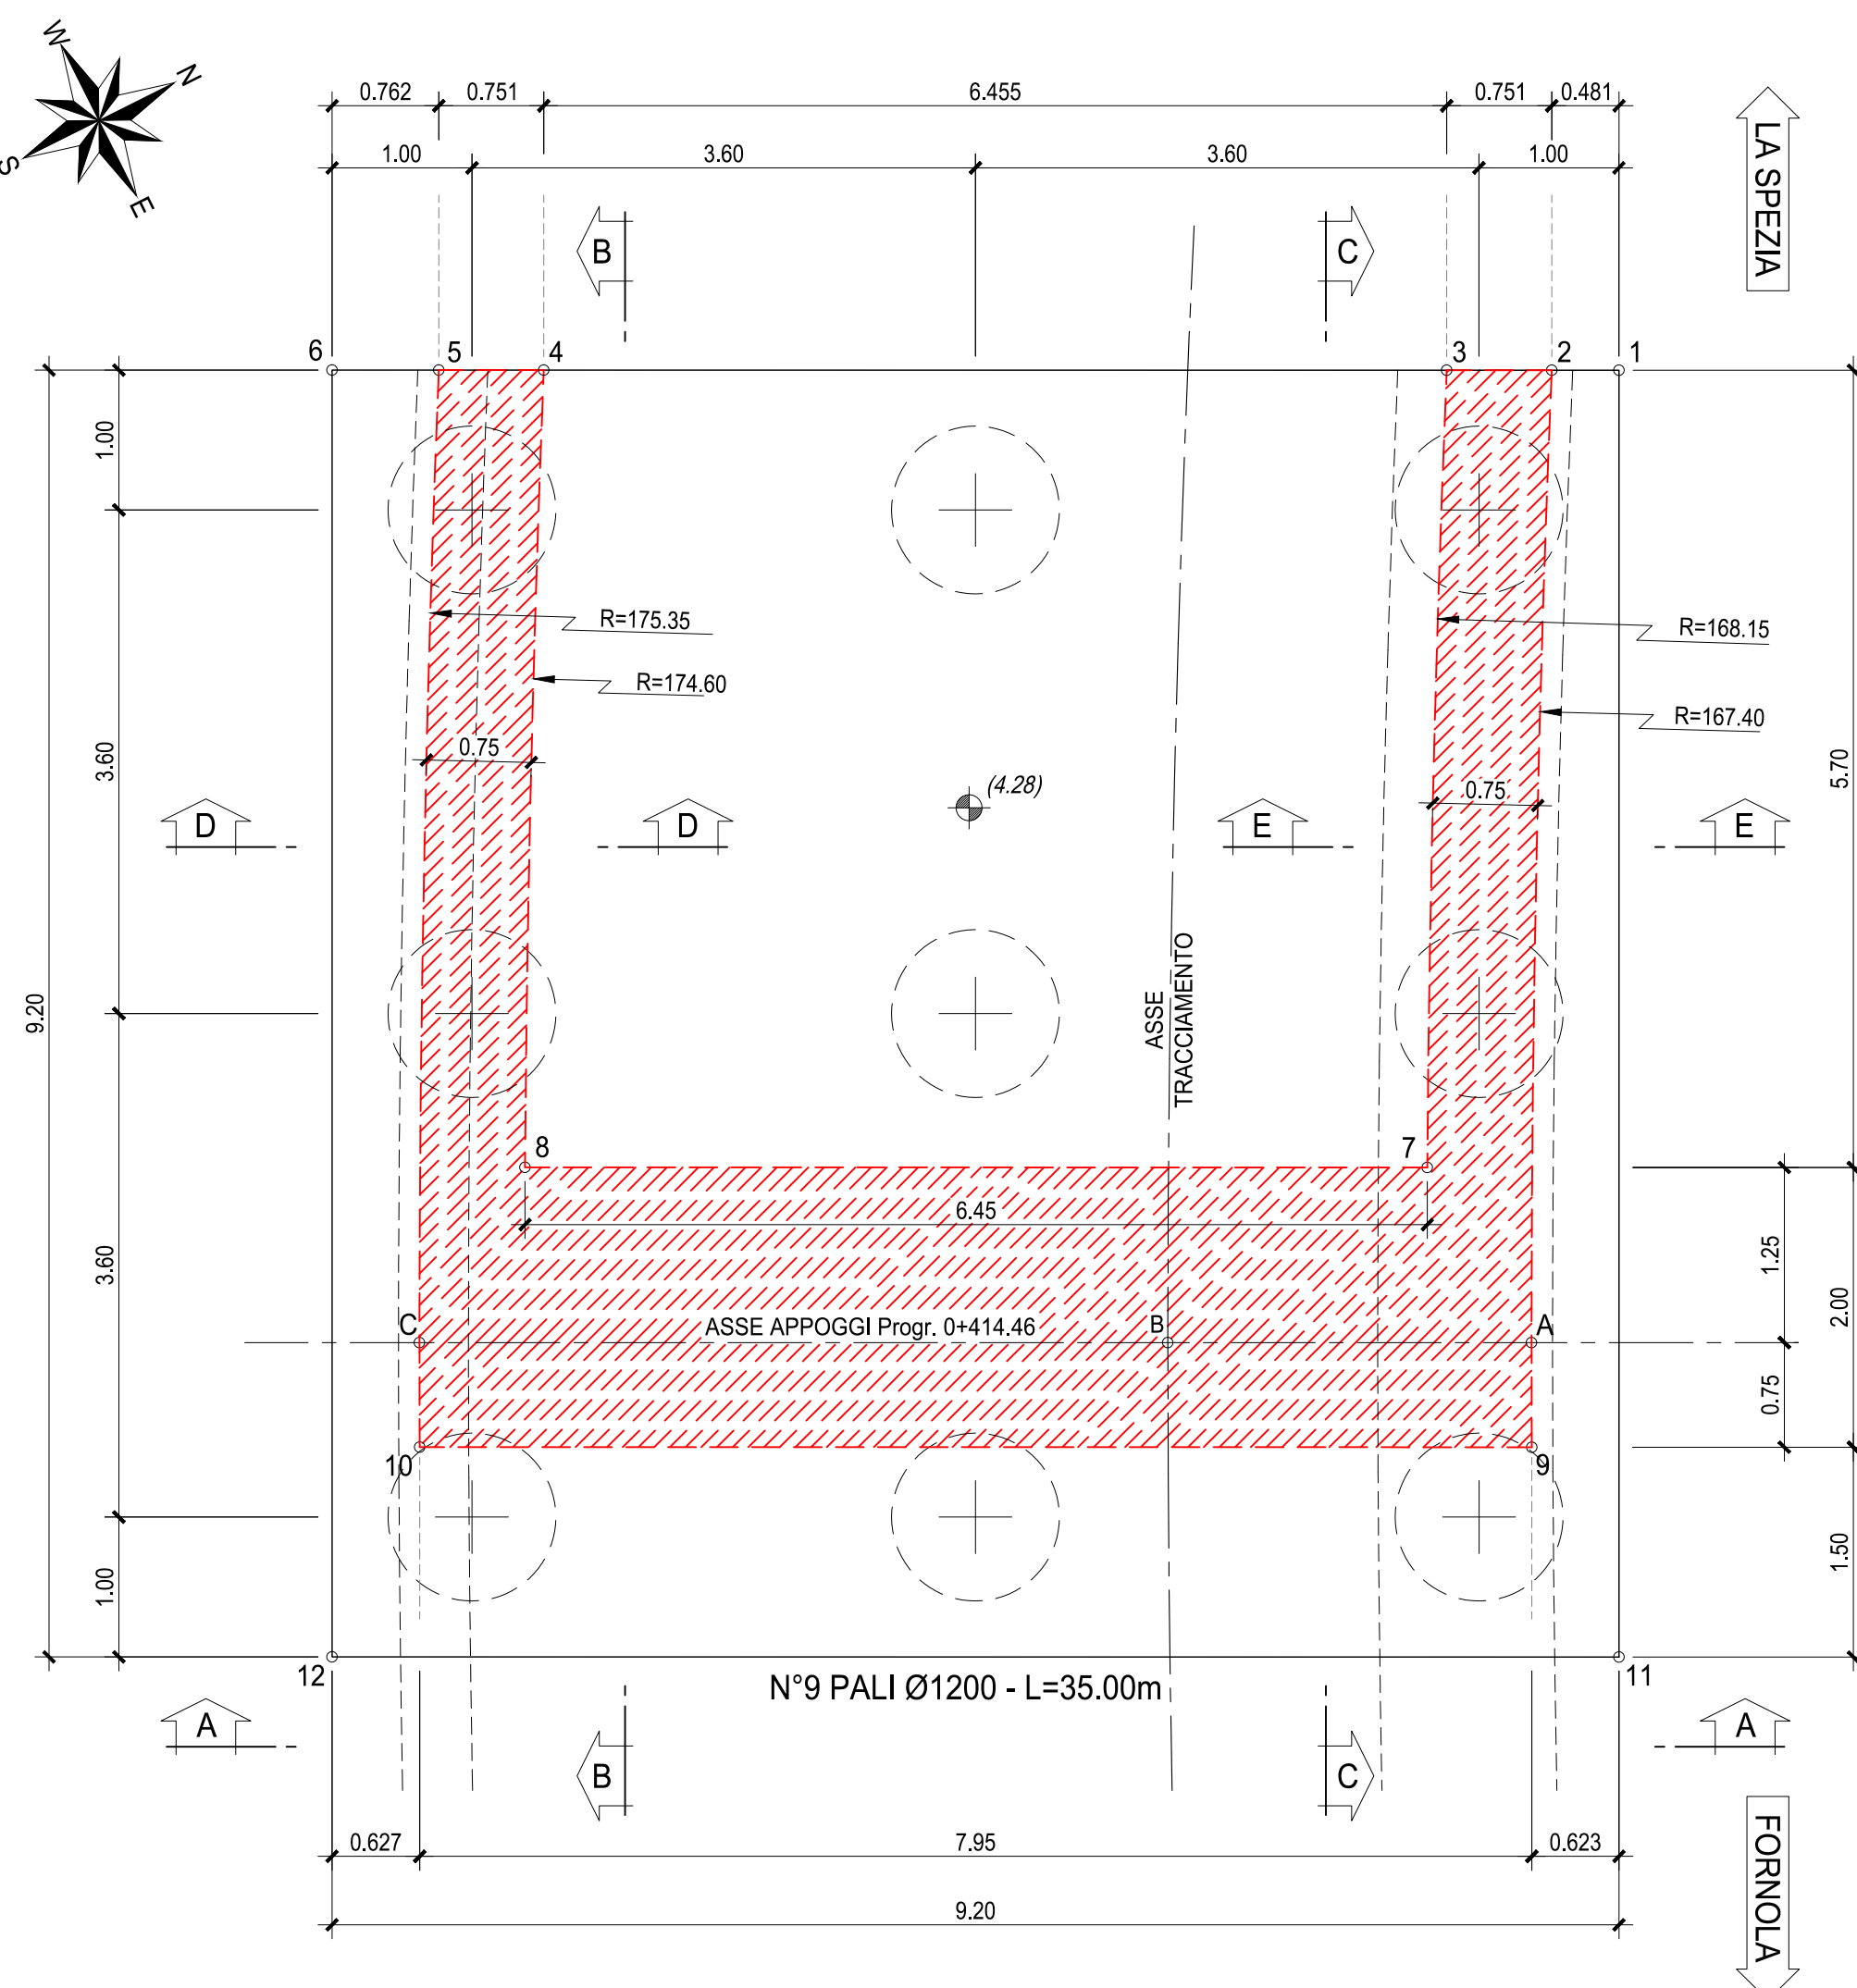 W
N
S
E
0.762
0.751
6.455
0.751
0.481
1.00
3.60
3.60
1.00
LA SPEZIA
B
C
6
5
4
3
2
1
1.00
R=175.35
R=168.15
R=174.60
R=167.40
0.75
0.75
3.60
5.70
(4.28)
D
D
E
E
9.20
ASSE
TRACCIAMENTO
8
7
6.45
3.60
1.25
2.00
C
ASSE APPOGGI Progr. 0+414.46
B
A
0.75
10
9
1.50
1.00
12
11
N°9 PALI Ø1200 - L=35.00m
A
A
B
C
FORNOLA
0.627
7.95
0.623
9.20